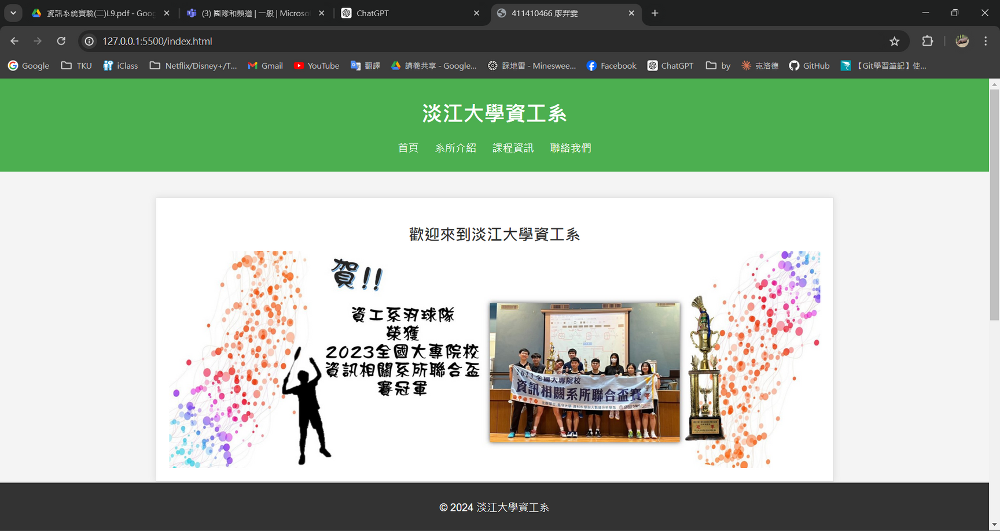 資訊系統實驗(二)L9.pdf - Goog
(3) 團隊和頻道 | 一般 | Microso
ChatGPT
411410466 廖羿雯
127.0.0.1:5500/index.html
Google
TKU
iClass
Netflix/Disney+/T...
Gmail
YouTube
翻譯
講義共享 - Google...
踩地雷 - Mineswee...
Facebook
ChatGPT
by
克洛德
GitHub
【Git學習筆記】使...
淡江大學資工系
首頁 系所介紹 課程資訊 聯絡我們
歡迎來到淡江大學資工系
賀!!
資工系羽球隊
榮獲
2023全國大專院校
資訊相關系所聯合盃
賽冠軍
2023全國大專院校
資訊相關系所聯合盃賽
冠軍
© 2024 淡江大學資工系